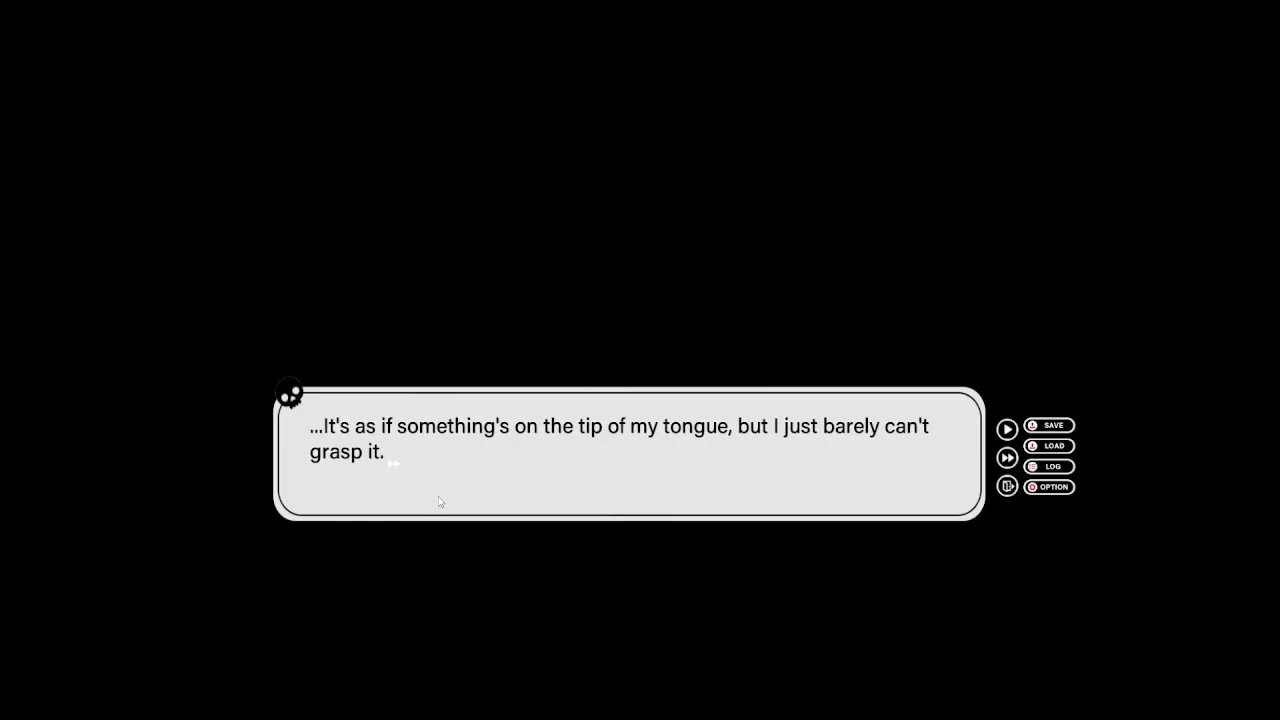 ...It's as if something's on the tip of my tongue, but I just barely can't
grasp it.
SAVE
LOAD
LOG
OPTION